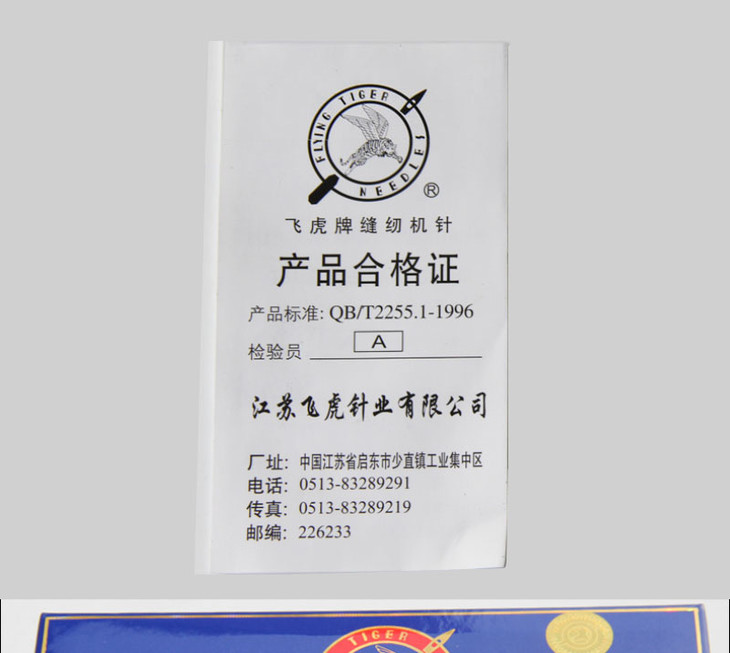 FLYING TIGER
NEEDLES
®
飞虎牌缝纫机针
产品合格证
产品标准: QB/T2255.1-1996
检验员 A
江苏飞虎针业有限公司
厂址: 中国江苏省启东市少直镇工业集中区
电话: 0513-83289291
传真: 0513-83289219
邮编: 226233
TIGER